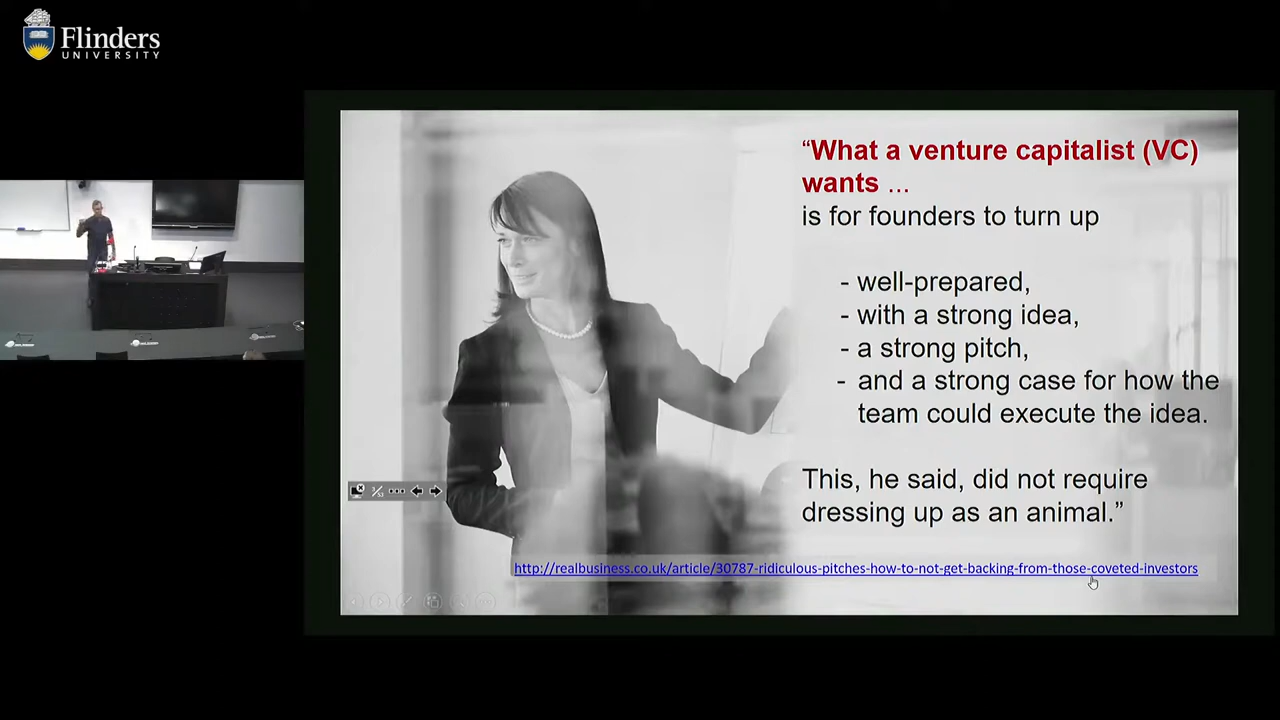 Flinders
UNIVERSITY
“What a venture capitalist (VC)
wants ...
is for founders to turn up
- well-prepared,
- with a strong idea,
- a strong pitch,
- and a strong case for how the
team could execute the idea.
This, he said, did not require
dressing up as an animal.”
http://realbusiness.co.uk/article/30787-ridiculous-pitches-how-to-not-get-backing-from-those-coveted-investors